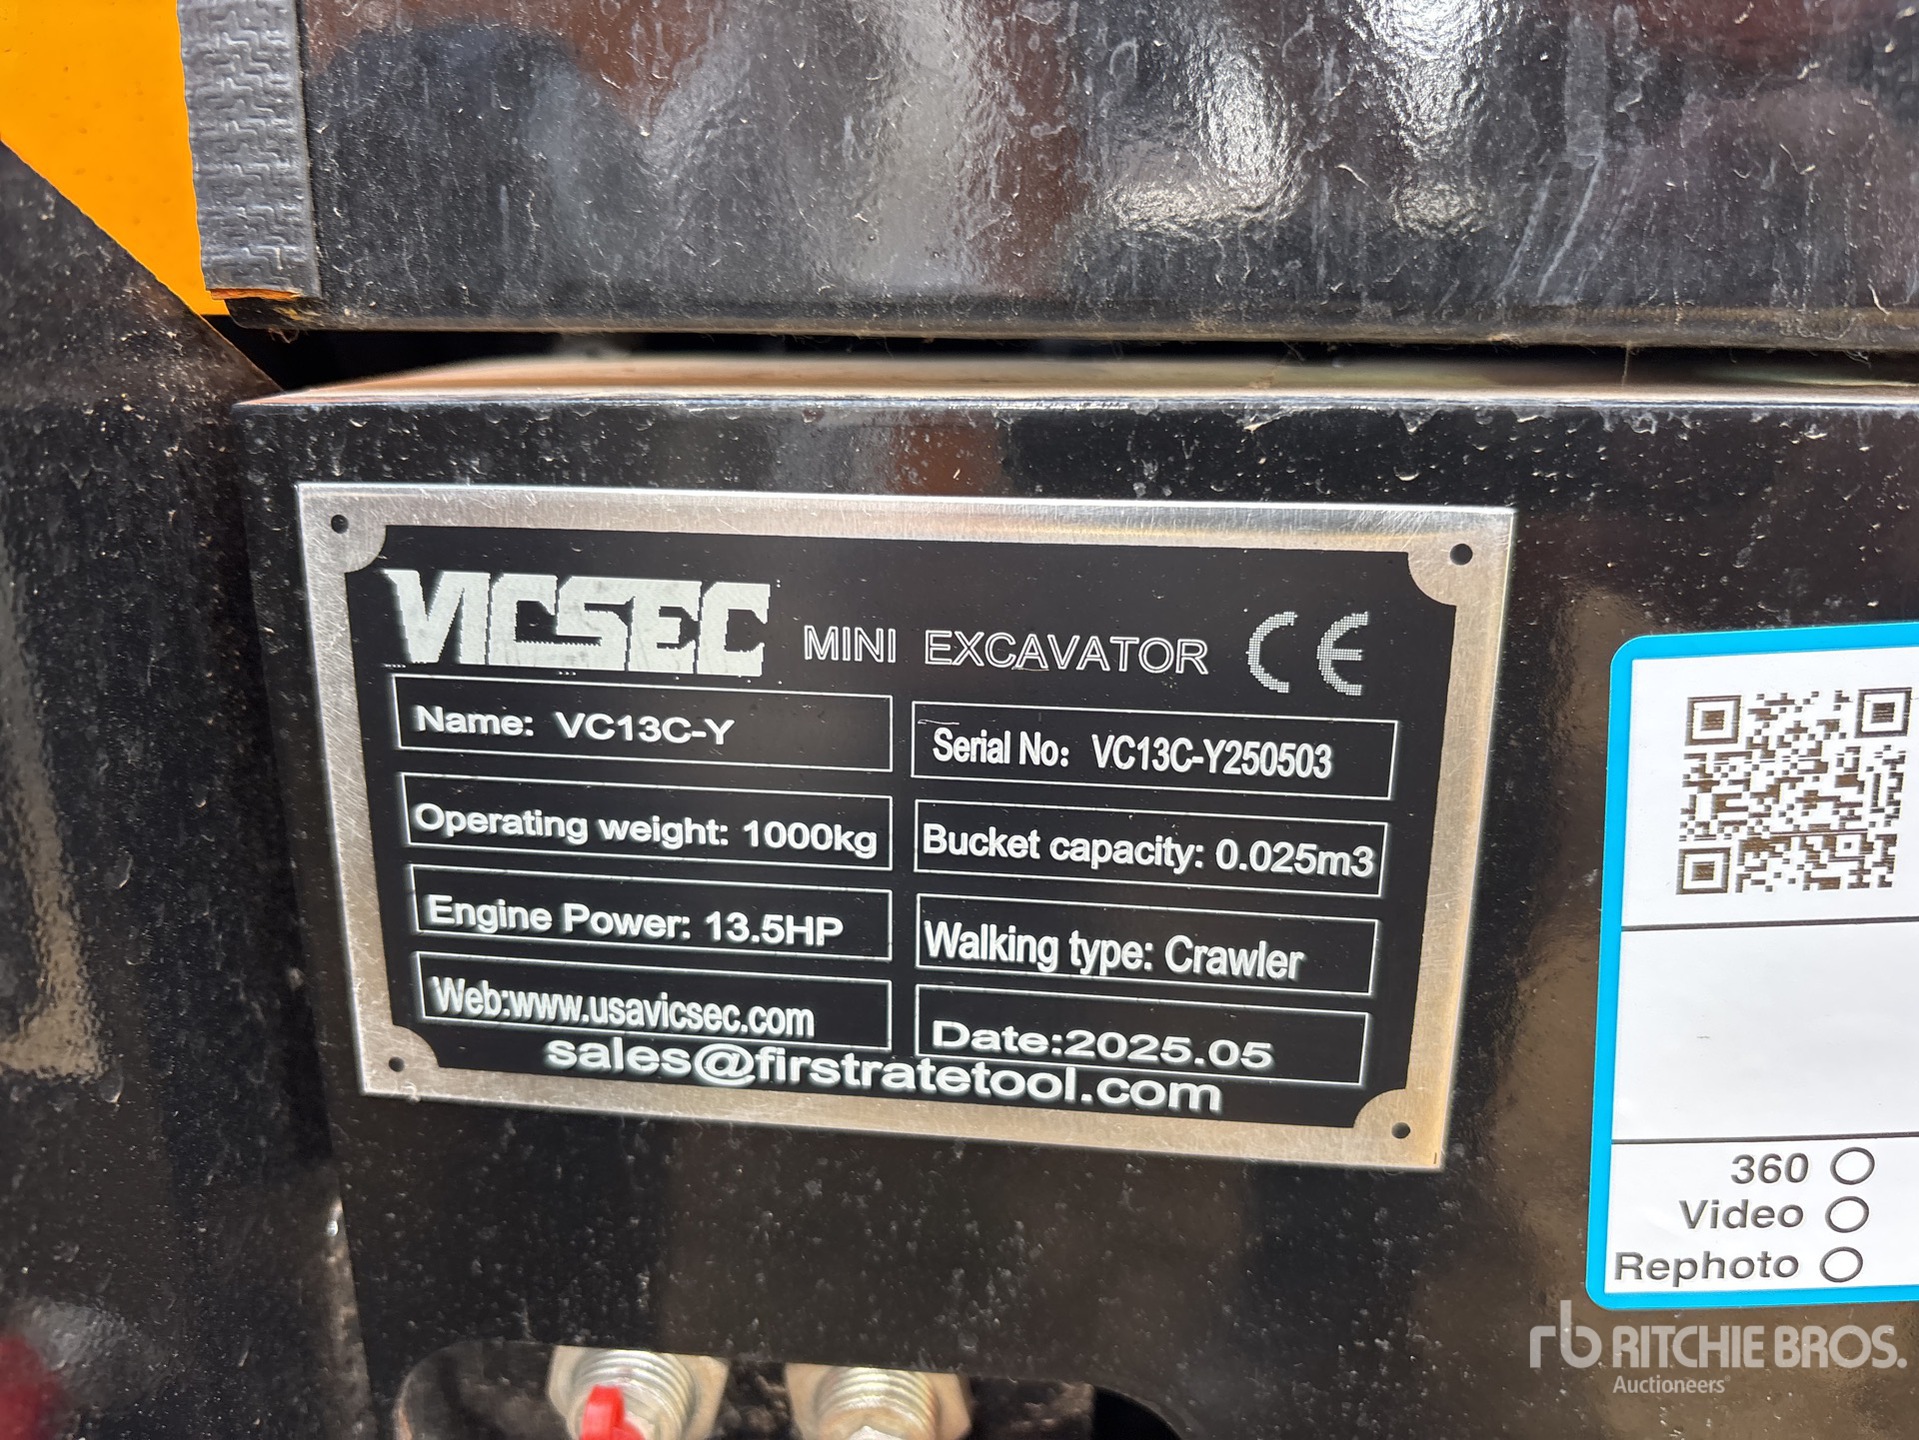 VICSEC MINI EXCAVATOR CE
Name: VC13C-Y
Serial No: VC13C-Y250503
Operating weight: 1000kg
Bucket capacity: 0.025m3
Engine Power: 13.5HP
Walking type: Crawler
Web:www.usavicsec.com
Date:2025.05
sales@firstratetool.com
360
Video
Rephoto
rb RITCHIE BROS.
Auctioneers